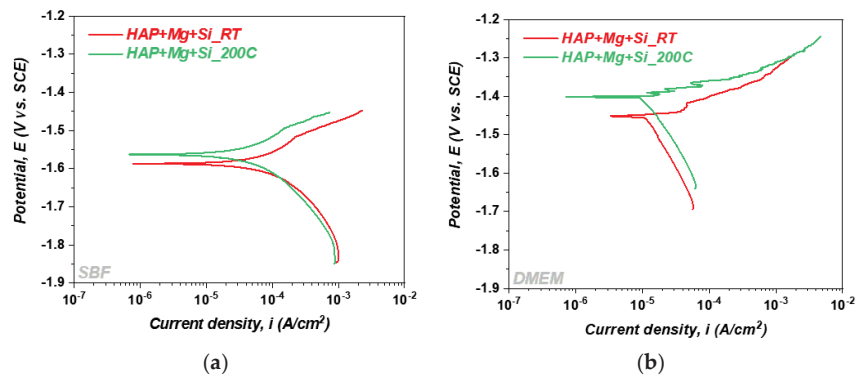 HAP+Mg+Si_RT
HAP+Mg+Si_200C
Potential, E (V vs. SCE)
-1.2
-1.3
-1.4
-1.5
-1.6
-1.7
-1.8
-1.9
SBF
10⁻⁷ 10⁻⁶ 10⁻⁵ 10⁻⁴ 10⁻³ 10⁻²
Current density, i (A/cm²)
(a)
HAP+Mg+Si_RT
HAP+Mg+Si_200C
Potential, E (V vs. SCE)
-1.2
-1.3
-1.4
-1.5
-1.6
-1.7
-1.8
-1.9
DMEM
10⁻⁷ 10⁻⁶ 10⁻⁵ 10⁻⁴ 10⁻³ 10⁻²
Current density, i (A/cm²)
(b)